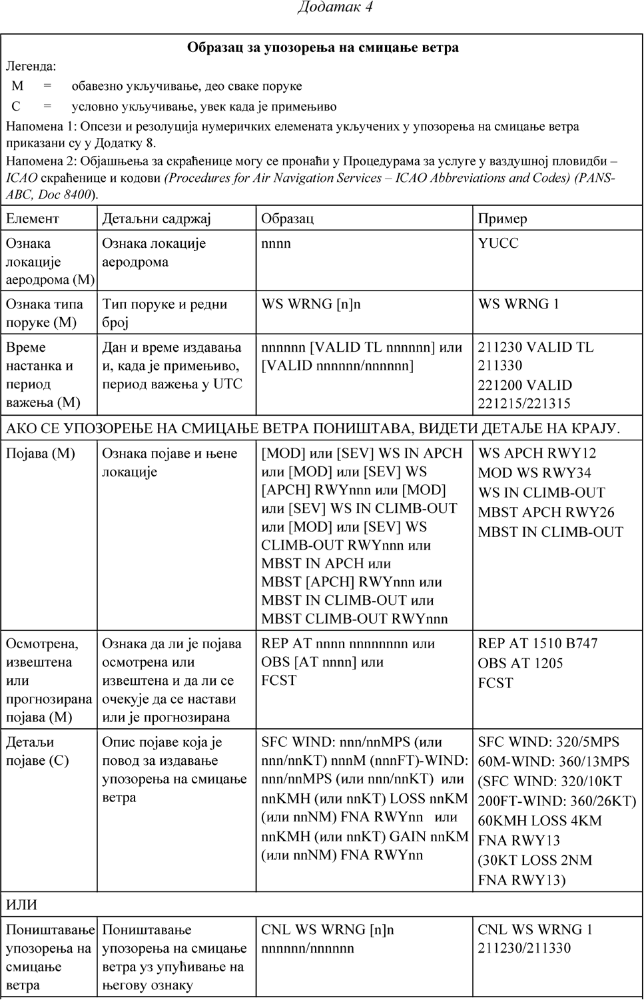 Додатак 4
Образац за упозорења на смицање ветра
Легенда:
M = обавезно укључивање, део сваке поруке
C = условно укључивање, увек када је примењиво
Напомена 1: Опсези и резолуција нумеричких елемената укључених у упозорења на смицање ветра
приказани су у Додатку 8.
Напомена 2: Објашњења за скраћенице могу се пронаћи у Процедурама за услуге у ваздушној пловидби –
ICAO скраћенице и кодови (Procedures for Air Navigation Services – ICAO Abbreviations and Codes) (PANS-
ABC, Doc 8400).
Елемент
Детаљни садржај
Образац
Пример
Ознака
локације
аеродрома (M)
Ознака локације
аеродрома
nnnn
YUCC
Ознака типа
поруке (M)
Тип поруке и редни
број
WS WRNG [n]n
WS WRNG 1
Време
настанка и
период
важења (M)
Дан и време издавања
и, када је примењиво,
период важења у UTC
nnnnnn [VALID TL nnnnnn] или
[VALID nnnnnn/nnnnnn]
211230 VALID TL
211330
221200 VALID
221215/221315
АКО СЕ УПОЗОРЕЊЕ НА СМИЦАЊЕ ВЕТРА ПОНИШТАВА, ВИДЕТИ ДЕТАЉЕ НА КРАЈУ.
Појава (M)
Ознака појаве и њене
локације
[MOD] или [SEV] WS IN APCH
или [MOD] или [SEV] WS
[APCH] RWYnnn или [MOD]
или [SEV] WS IN CLIMB-OUT
или [MOD] или [SEV] WS
CLIMB-OUT RWYnnn или
MBST IN APCH или
MBST [APCH] RWYnnn или
MBST IN CLIMB-OUT или
MBST CLIMB-OUT RWYnnn
WS APCH RWY12
MOD WS RWY34
WS IN CLIMB-OUT
MBST APCH RWY26
MBST IN CLIMB-OUT
Осмотрена,
извештена
или
прогнозирана
појава (M)
Ознака да ли је појава
осмотрена или
извештена и да ли се
очекује да се настави
или је прогнозирана
REP AT nnnn nnnnnnnn или
OBS [AT nnnn] или
FCST
REP AT 1510 B747
OBS AT 1205
FCST
Детаљи
појаве (C)
Опис појаве која је
повод за издавање
упозорења на смицање
ветра
SFC WIND: nnn/nnMPS (или
nnn/nnKT) nnnM (nnnFT)-WIND:
nnn/nnMPS (или nnn/nnKT) или
nnKMH (или nnKT) LOSS nnKM
(или nnNM) FNA RWYnn или
nnKMH (или nnKT) GAIN nnKM
(или nnNM) FNA RWYnn
SFC WIND: 320/5MPS
60M-WIND: 360/13MPS
(SFC WIND: 320/10KT
200FT-WIND: 360/26KT)
60KMH LOSS 4KM
FNA RWY13
(30KT LOSS 2NM
FNA RWY13)
ИЛИ
Поништавање
упозорења на
смицање
ветра
Поништавање
упозорења на смицање
ветра уз упућивање на
његову ознаку
CNL WS WRNG [n]n
nnnnnn/nnnnnn
CNL WS WRNG 1
211230/211330